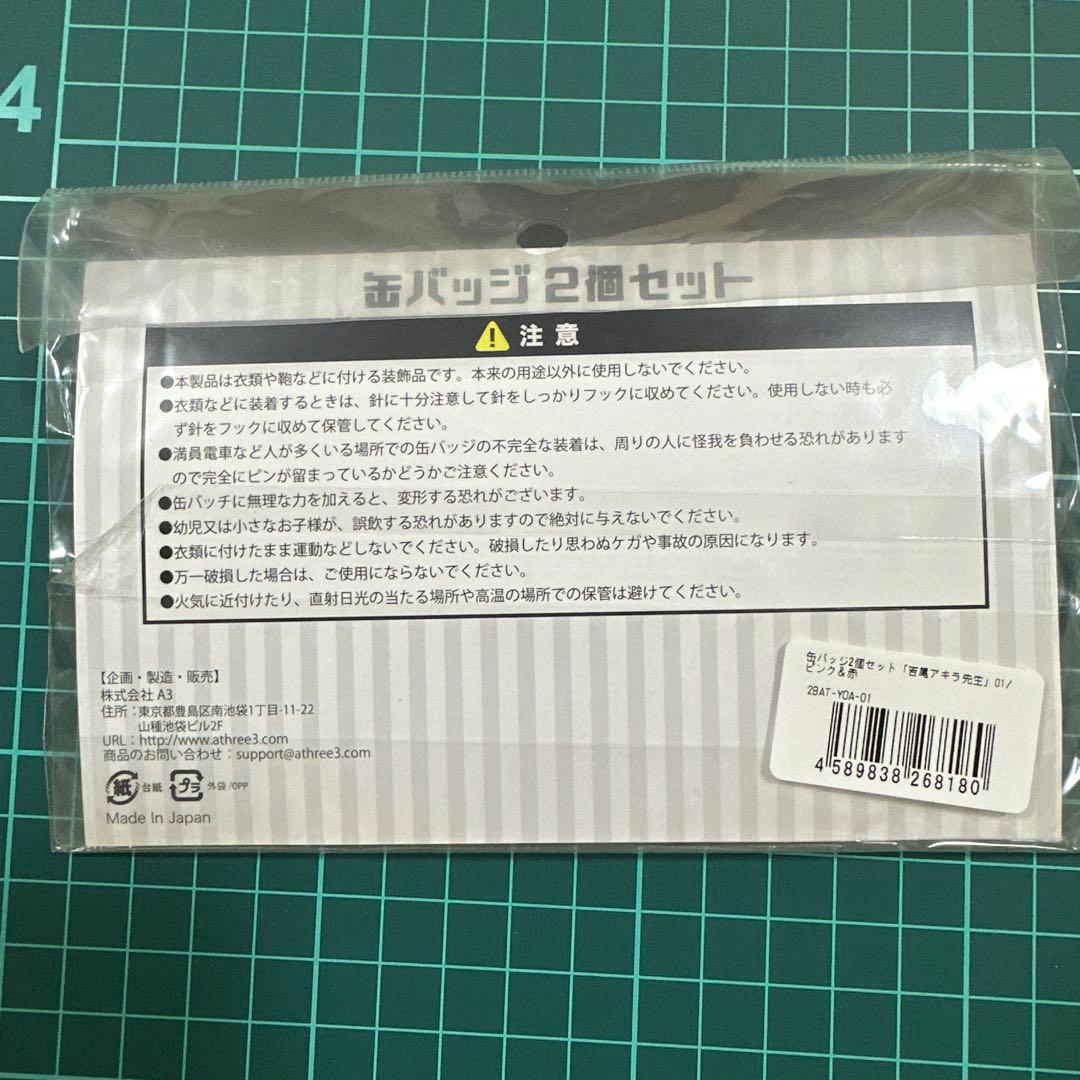 4
缶バッジ2個セット
注意
●本製品は衣類や鞄などに付ける装飾品です。本来の用途以外に使用しないでください。
●衣類などに装着するときは、針に十分注意して針をしっかりフックに収めてください。使用しない時も必
ず針をフックに収めて保管してください。
●満員電車など人が多くいる場所での缶バッジの不完全な装着は、周りの人に怪我を負わせる恐れがあります
ので完全にピンが留まっているかどうかご注意ください。
●缶バッチに無理な力を加えると、変形する恐れがございます。
●幼児又は小さなお子様が、誤飲する恐れがありますので絶対に与えないでください。
●衣類に付けたまま運動などしないでください。破損したり思わぬケガや事故の原因になります。
●万一破損した場合は、ご使用にならないでください。
●火気に近付けたり、直射日光の当たる場所や高温の場所での保管は避けてください。
【企画・製造・販売】
株式会社 A3
住所：東京都豊島区南池袋1丁目-11-22
山種池袋ビル2F
URL：http://www.athree3.com
商品のお問い合わせ：support@athree3.com
紙 台紙 プラ 外袋/OPP
Made In Japan
缶バッジ2個セット「吉尾アキラ先生」01/
ピンク＆赤
2BAT-YOA-01
4 589838 268180